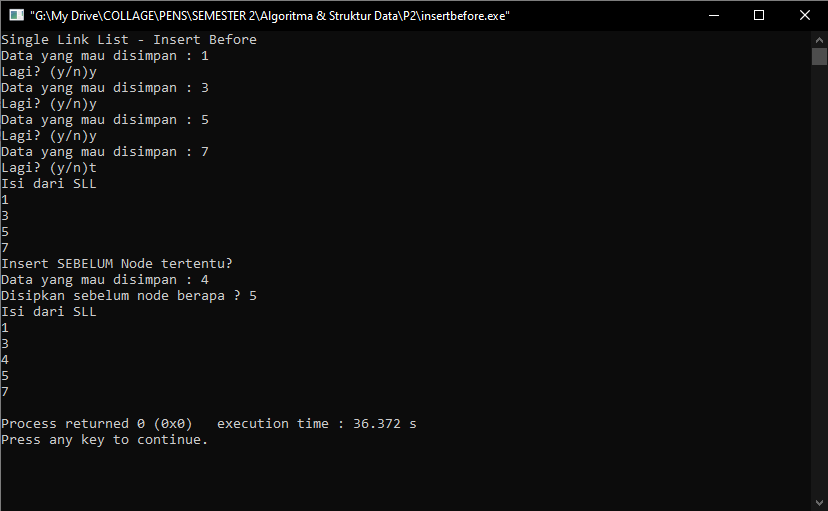 "G:\My Drive\COLLAGE\PENS\SEMESTER 2\Algoritma & Struktur Data\P2\insertbefore.exe"
Single Link List - Insert Before
Data yang mau disimpan : 1
Lagi? (y/n)y
Data yang mau disimpan : 3
Lagi? (y/n)y
Data yang mau disimpan : 5
Lagi? (y/n)y
Data yang mau disimpan : 7
Lagi? (y/n)t
Isi dari SLL
1
3
5
7
Insert SEBELUM Node tertentu?
Data yang mau disimpan : 4
Disipkan sebelum node berapa ? 5
Isi dari SLL
1
3
4
5
7
Process returned 0 (0x0)   execution time : 36.372 s
Press any key to continue.